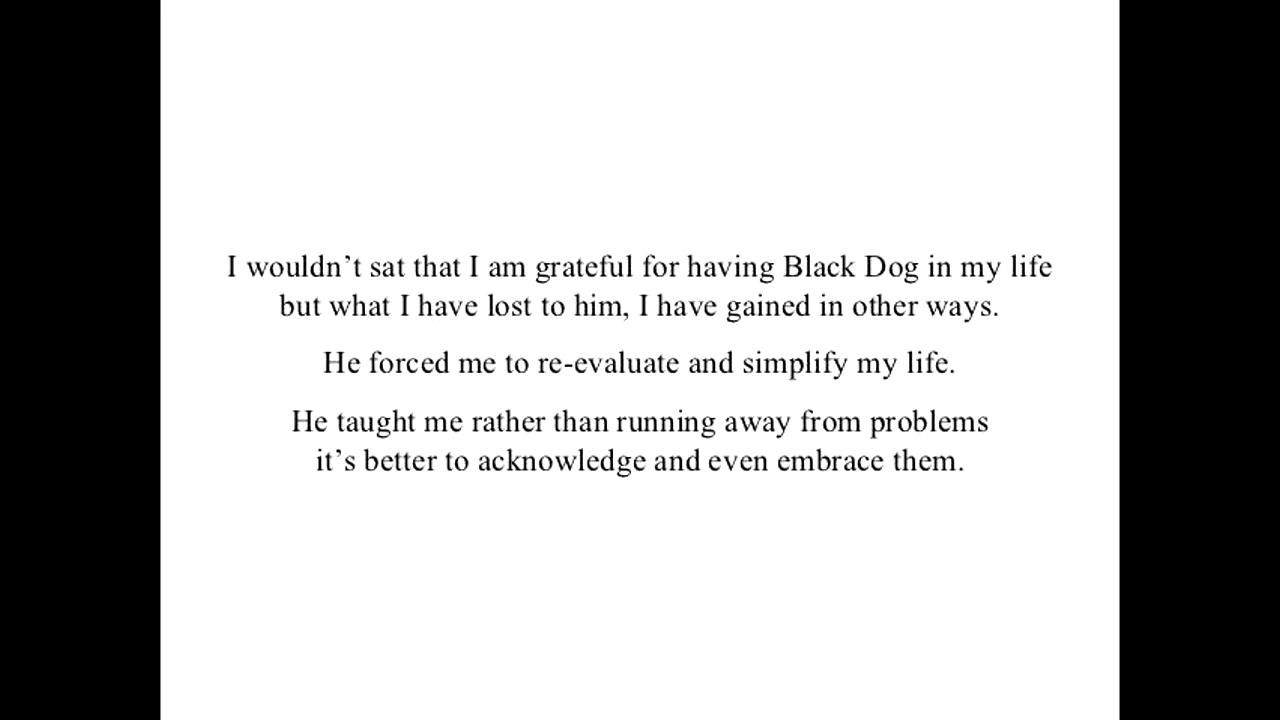 I wouldn’t sat that I am grateful for having Black Dog in my life
but what I have lost to him, I have gained in other ways.
He forced me to re-evaluate and simplify my life.
He taught me rather than running away from problems
it’s better to acknowledge and even embrace them.